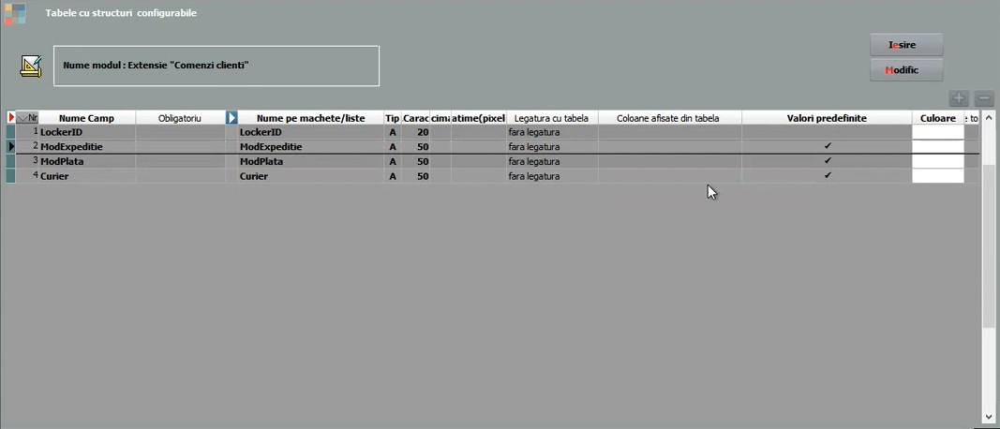 Tabele cu structuri configurabile
Iesire
Nume modul : Extensie "Comenzi clienti"
Modific
Nr Nume Camp Obligatoriu Nume pe machete/liste Tip Carac cima atime(pixel Legatura cu tabela Coloane afisate din tabela Valori predefinite Culoare e to
1 LockerID LockerID A 20 fara legatura
2 ModExpeditie ModExpeditie A 50 fara legatura ✓
3 ModPlata ModPlata A 50 fara legatura ✓
4 Curier Curier A 50 fara legatura ✓